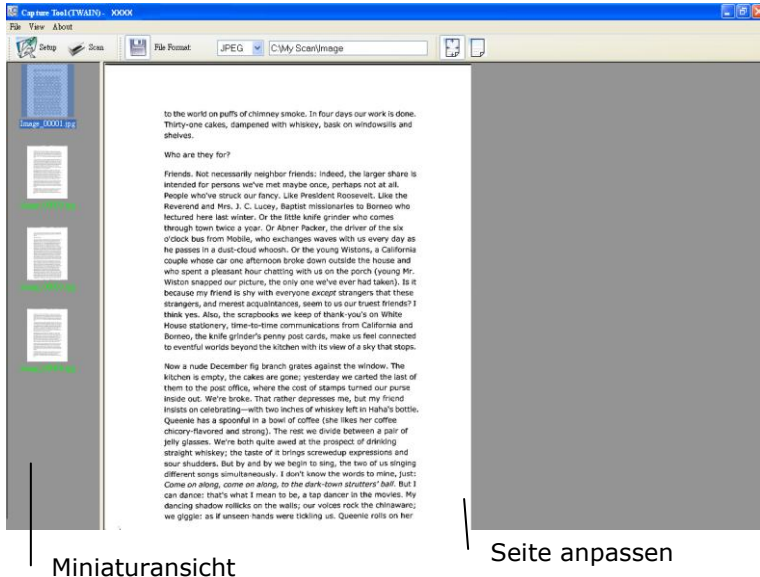 Capture Tool(TWAIN) - XXXX
File View About
Setup Scan File Format JPEG C:\My Scan\Image
Image_00001.jpg
to the world on puffs of chimney smoke. In four days our work is done.
Thirty-one cakes, dampened with whiskey, bask on windowsills and
shelves.
Who are they for?
Friends. Not necessarily neighbor friends: indeed, the larger share is
intended for persons we've met maybe once, perhaps not at all.
People who've struck our fancy. Like President Roosevelt. Like the
Reverend and Mrs. J. C. Lucey, Baptist missionaries to Borneo who
lectured here last winter. Or the little knife grinder who comes
through town twice a year. Or Abner Packer, the driver of the six
o'clock bus from Mobile, who exchanges waves with us every day as
he passes in a dust-cloud whoosh. Or the young Wistons, a California
couple whose car one afternoon broke down outside the house and
who spent a pleasant hour chatting with us on the porch (young Mr.
Wiston snapped our picture, the only one we've ever had taken). Is it
because my friend is shy with everyone except strangers that these
strangers, and merest acquaintances, seem to us our truest friends? I
think yes. Also, the scrapbooks we keep of thank-you's on White
House stationery, time-to-time communications from California and
Borneo, the knife grinder's penny post cards, make us feel connected
to eventful worlds beyond the kitchen with its view of a sky that stops.
Now a nude December fig branch grates against the window. The
kitchen is empty, the cakes are gone; yesterday we carted the last of
them to the post office, where the cost of stamps turned our purse
inside out. We're broke. That rather depresses me, but my friend
insists on celebrating—with two inches of whiskey left in Haha's bottle.
Queenie has a spoonful in a bowl of coffee (she likes her coffee
chicory-flavored and strong). The rest we divide between a pair of
jelly glasses. We're both quite awed at the prospect of drinking
straight whiskey; the taste of it brings screwedup expressions and
sour shudders. But by and by we begin to sing, the two of us singing
different songs simultaneously. I don't know the words to mine, just:
Come on along, come on along, to the dark-town strutters' ball. But I
can dance: that's what I mean to be, a tap dancer in the movies. My
dancing shadow rollicks on the walls; our voices rock the chinaware;
we giggle: as if unseen hands were tickling us. Queenie rolls on her
Miniaturansicht
Seite anpassen